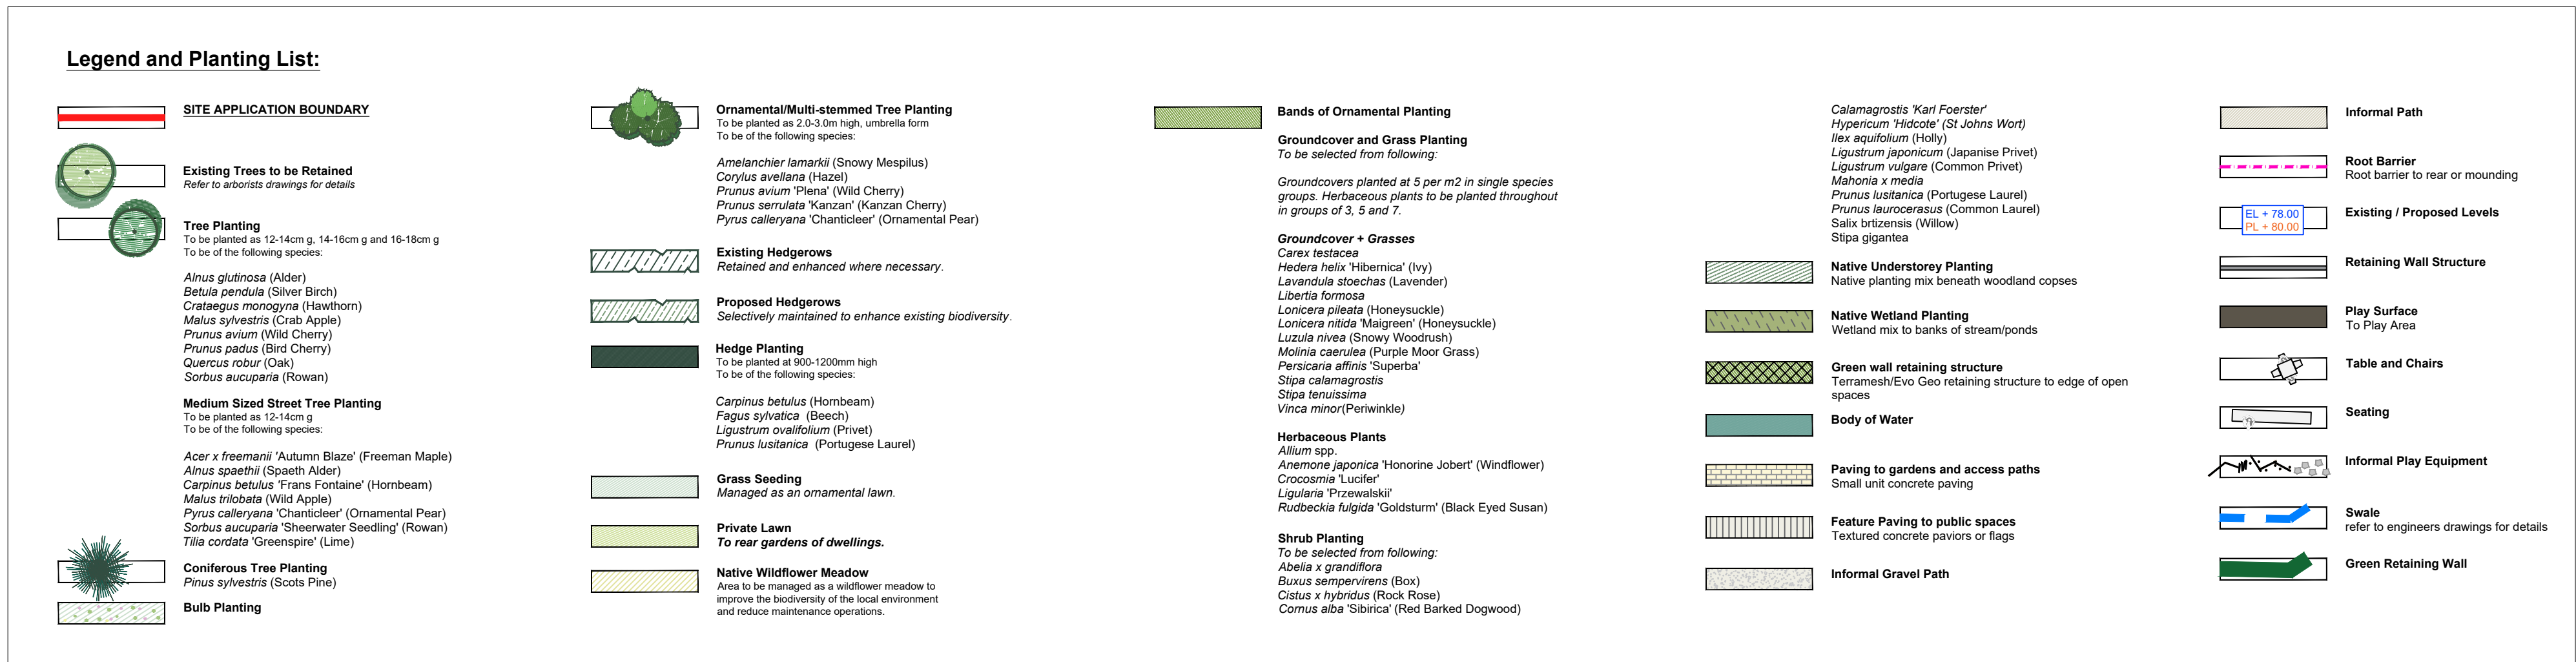 Legend and Planting List:
SITE APPLICATION BOUNDARY
Existing Trees to be Retained
Refer to arborists drawings for details
Tree Planting
To be planted as 12-14cm g, 14-16cm g and 16-18cm g
To be of the following species:
Alnus glutinosa (Alder)
Betula pendula (Silver Birch)
Crataegus monogyna (Hawthorn)
Malus sylvestris (Crab Apple)
Prunus avium (Wild Cherry)
Prunus padus (Bird Cherry)
Quercus robur (Oak)
Sorbus aucuparia (Rowan)
Medium Sized Street Tree Planting
To be planted as 12-14cm g
To be of the following species:
Acer x freemanii 'Autumn Blaze' (Freeman Maple)
Alnus spaethii (Spaeth Alder)
Carpinus betulus 'Frans Fontaine' (Hornbeam)
Malus trilobata (Wild Apple)
Pyrus calleryana 'Chanticleer' (Ornamental Pear)
Sorbus aucuparia 'Sheerwater Seedling' (Rowan)
Tilia cordata 'Greenspire' (Lime)
Coniferous Tree Planting
Pinus sylvestris (Scots Pine)
Bulb Planting
Ornamental/Multi-stemmed Tree Planting
To be planted as 2.0-3.0m high, umbrella form
To be of the following species:
Amelanchier lamarkii (Snowy Mespilus)
Corylus avellana (Hazel)
Prunus avium 'Plena' (Wild Cherry)
Prunus serrulata 'Kanzan' (Kanzan Cherry)
Pyrus calleryana 'Chanticleer' (Ornamental Pear)
Existing Hedgerows
Retained and enhanced where necessary.
Proposed Hedgerows
Selectively maintained to enhance existing biodiversity.
Hedge Planting
To be planted at 900-1200mm high
To be of the following species:
Carpinus betulus (Hornbeam)
Fagus sylvatica (Beech)
Ligustrum ovalifolium (Privet)
Prunus lusitanica (Portugese Laurel)
Grass Seeding
Managed as an ornamental lawn.
Private Lawn
To rear gardens of dwellings.
Native Wildflower Meadow
Area to be managed as a wildflower meadow to
improve the biodiversity of the local environment
and reduce maintenance operations.
Bands of Ornamental Planting
Groundcover and Grass Planting
To be selected from following:
Groundcovers planted at 5 per m2 in single species
groups. Herbaceous plants to be planted throughout
in groups of 3, 5 and 7.
Groundcover + Grasses
Carex testacea
Hedera helix 'Hibernica' (Ivy)
Lavandula stoechas (Lavender)
Libertia formosa
Lonicera pileata (Honeysuckle)
Lonicera nitida 'Maigreen' (Honeysuckle)
Luzula nivea (Snowy Woodrush)
Molinia caerulea (Purple Moor Grass)
Persicaria affinis 'Superba'
Stipa calamagrostis
Stipa tenuissima
Vinca minor(Periwinkle)
Herbaceous Plants
Allium spp.
Anemone japonica 'Honorine Jobert' (Windflower)
Crocosmia 'Lucifer'
Ligularia 'Przewalskii'
Rudbeckia fulgida 'Goldsturm' (Black Eyed Susan)
Shrub Planting
To be selected from following:
Abelia x grandiflora
Buxus sempervirens (Box)
Cistus x hybridus (Rock Rose)
Cornus alba 'Sibirica' (Red Barked Dogwood)
Calamagrostis 'Karl Foerster'
Hypericum 'Hidcote' (St Johns Wort)
Ilex aquifolium (Holly)
Ligustrum japonicum (Japanise Privet)
Ligustrum vulgare (Common Privet)
Mahonia x media
Prunus lusitanica (Portugese Laurel)
Prunus laurocerasus (Common Laurel)
Salix brtizensis (Willow)
Stipa gigantea
Native Understorey Planting
Native planting mix beneath woodland copses
Native Wetland Planting
Wetland mix to banks of stream/ponds
Green wall retaining structure
Terramesh/Evo Geo retaining structure to edge of open
spaces
Body of Water
Paving to gardens and access paths
Small unit concrete paving
Feature Paving to public spaces
Textured concrete paviors or flags
Informal Gravel Path
Informal Path
Root Barrier
Root barrier to rear or mounding
EL + 78.00
PL + 80.00
Existing / Proposed Levels
Retaining Wall Structure
Play Surface
To Play Area
Table and Chairs
Seating
Informal Play Equipment
Swale
refer to engineers drawings for details
Green Retaining Wall